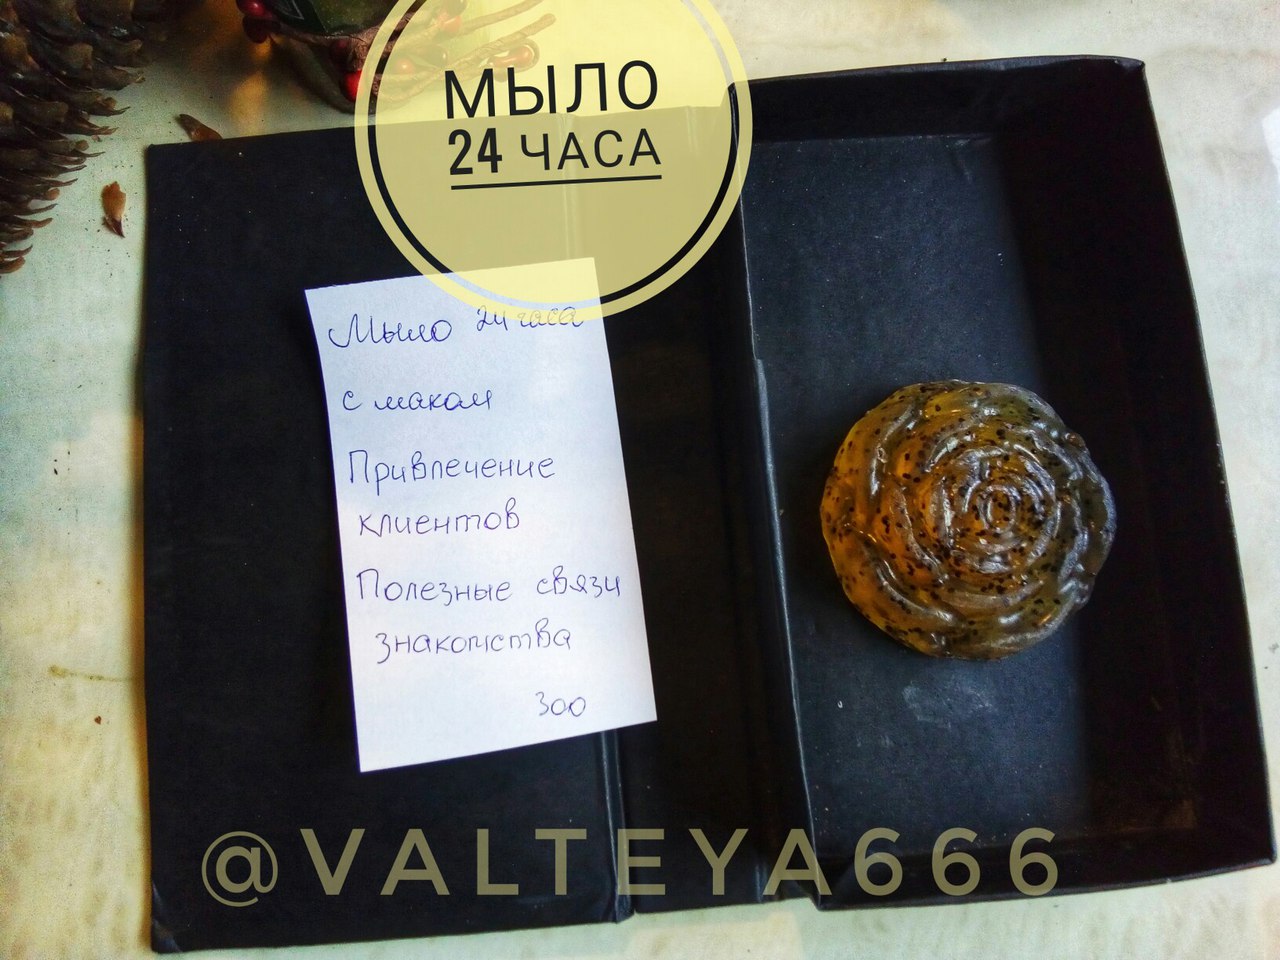 МЫЛО
24 ЧАСА
Мыло 24 часа
с маком
Привлечение
клиентов
Полезные связи
знакомства
300
@VALTEYA666